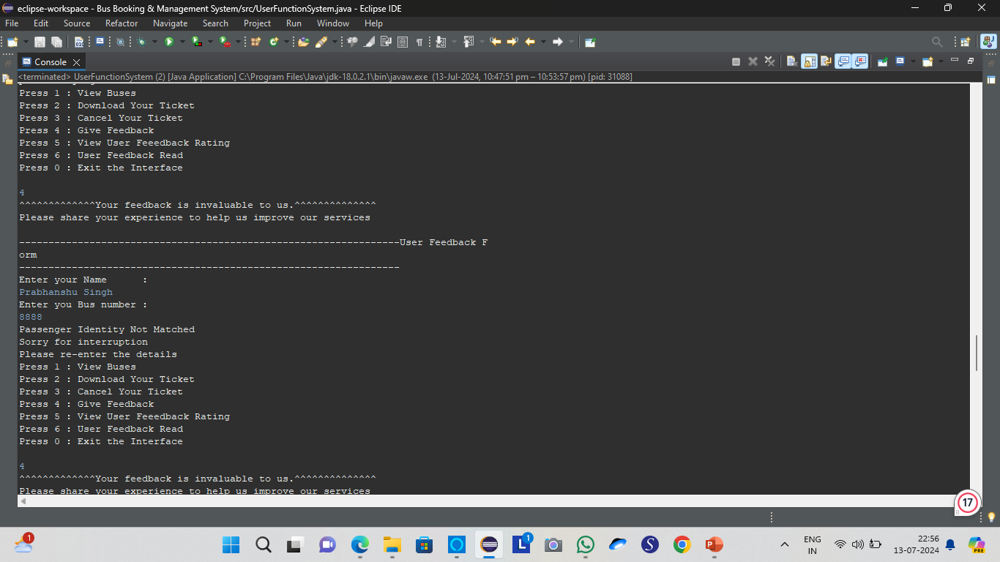 eclipse-workspace - Bus Booking & Management System/src/UserFunctionSystem.java - Eclipse IDE
File Edit Source Refactor Navigate Search Project Run Window Help
Console
<terminated> UserFunctionSystem (2) [Java Application] C:\Program Files\Java\jdk-18.0.2.1\bin\javaw.exe (13-Jul-2024, 10:47:51 pm – 10:53:57 pm) [pid: 31088]
Press 1 : View Buses
Press 2 : Download Your Ticket
Press 3 : Cancel Your Ticket
Press 4 : Give Feedback
Press 5 : View User Feeedback Rating
Press 6 : User Feedback Read
Press 0 : Exit the Interface
4
^^^^^^^^^^^^^Your feedback is invaluable to us.^^^^^^^^^^^^^^
Please share your experience to help us improve our services
-----------------------------------------------------------------User Feedback F
orm
-----------------------------------------------------------------
Enter your Name      :
Prabhanshu Singh
Enter you Bus number :
8888
Passenger Identity Not Matched
Sorry for interruption
Please re-enter the details
Press 1 : View Buses
Press 2 : Download Your Ticket
Press 3 : Cancel Your Ticket
Press 4 : Give Feedback
Press 5 : View User Feeedback Rating
Press 6 : User Feedback Read
Press 0 : Exit the Interface
4
^^^^^^^^^^^^^Your feedback is invaluable to us.^^^^^^^^^^^^^^
Please share your experience to help us improve our services
17
1
L 1
S
P
ENG
IN
22:56
13-07-2024
PRE